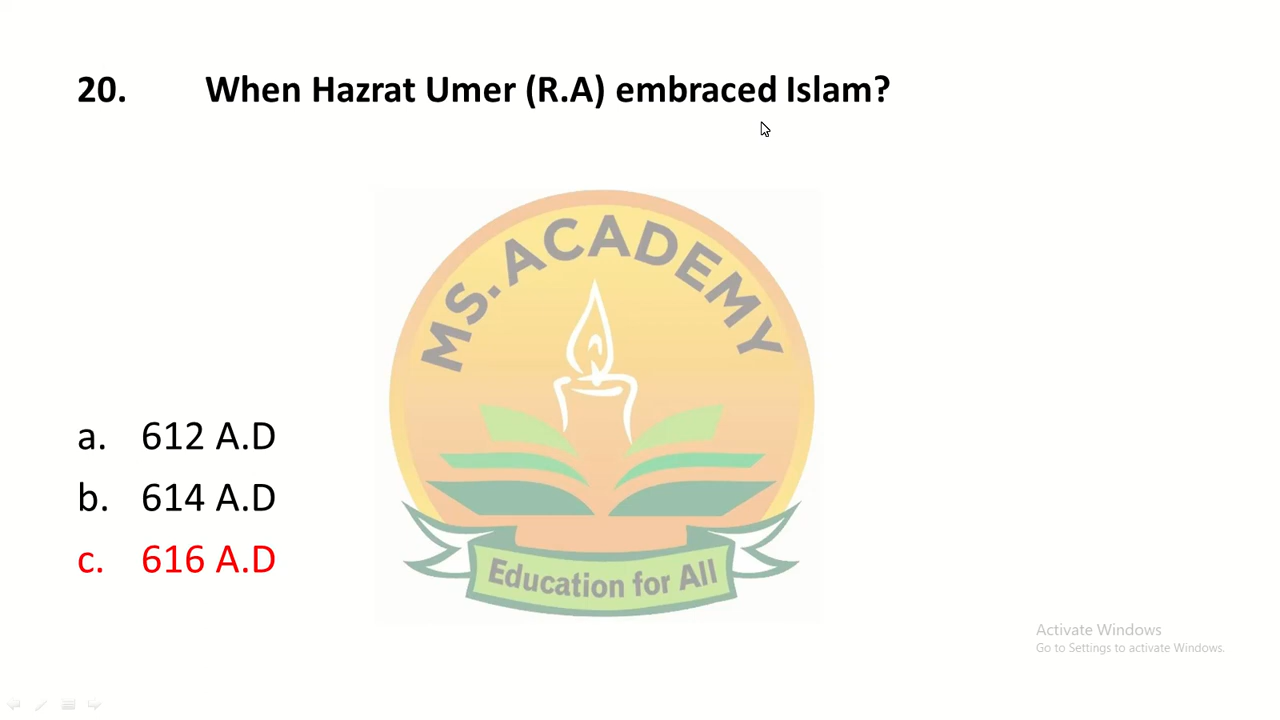 20. When Hazrat Umer (R.A) embraced Islam?
MS. ACADEMY
a. 612 A.D
b. 614 A.D
c. 616 A.D
Education for All
Activate Windows
Go to Settings to activate Windows.